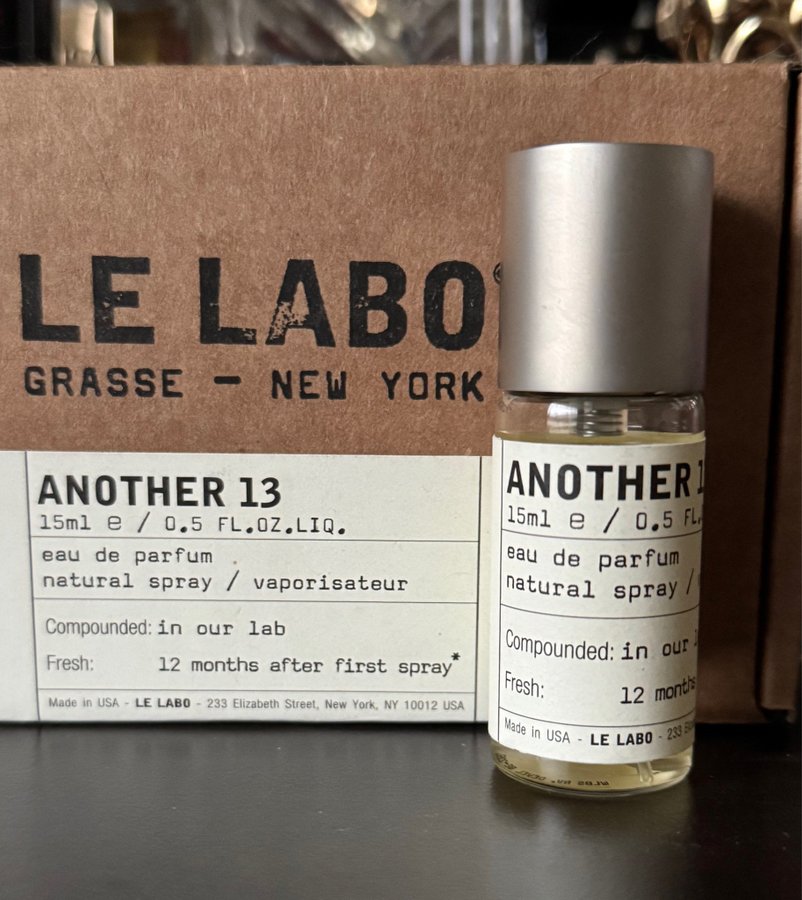 LE LABO®
GRASSE — NEW YORK
ANOTHER 13
15ml e / 0.5 FL.OZ.LIQ.
eau de parfum
natural spray / vaporisateur
Compounded: in our lab
Fresh: 12 months after first spray*
Made in USA - LE LABO - 233 Elizabeth Street, New York, NY 10012 USA
ANOTHER 1
15ml e / 0.5 FL.
eau de parfum
natural spray /
Compounded: in our
Fresh: 12 months
Made in USA - LE LABO - 233